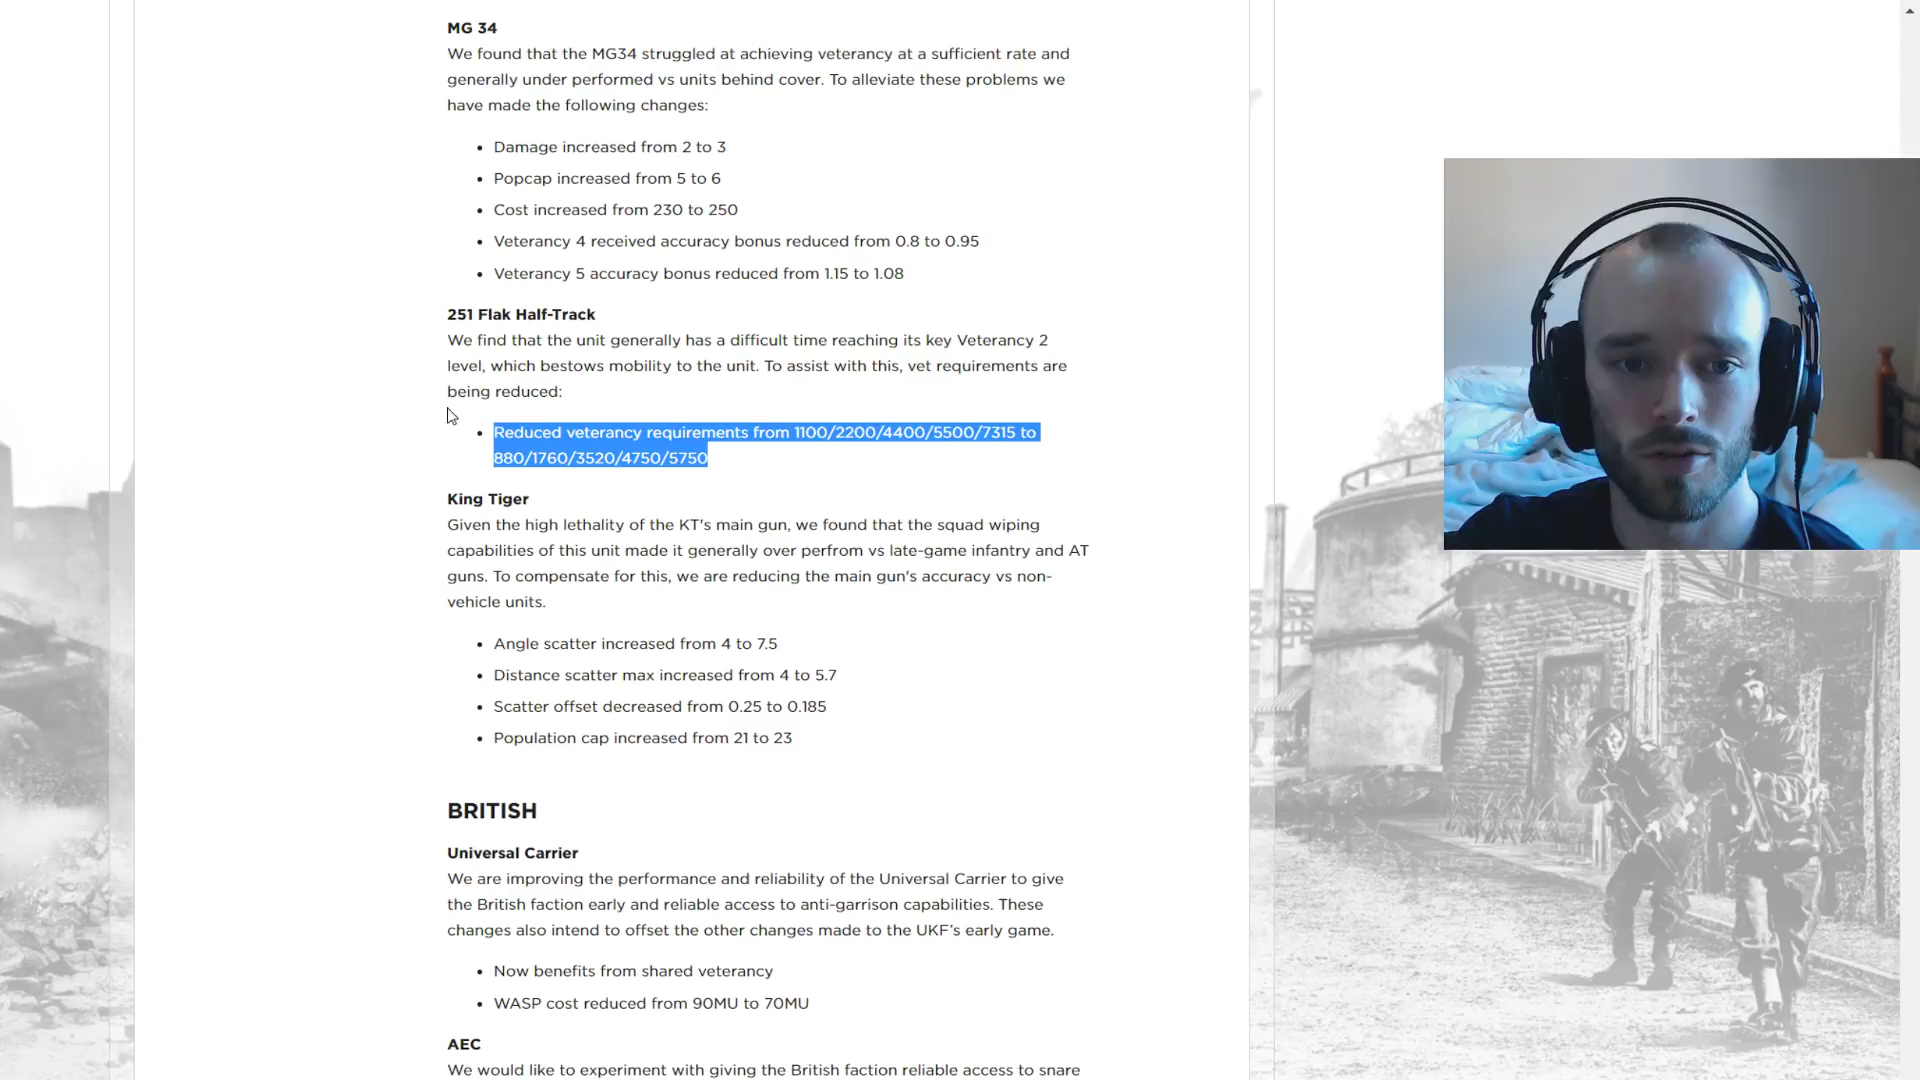 MG 34
We found that the MG34 struggled at achieving veterancy at a sufficient rate and
generally under performed vs units behind cover. To alleviate these problems we
have made the following changes:
• Damage increased from 2 to 3
• Popcap increased from 5 to 6
• Cost increased from 230 to 250
• Veterancy 4 received accuracy bonus reduced from 0.8 to 0.95
• Veterancy 5 accuracy bonus reduced from 1.15 to 1.08
251 Flak Half-Track
We find that the unit generally has a difficult time reaching its key Veterancy 2
level, which bestows mobility to the unit. To assist with this, vet requirements are
being reduced:
• Reduced veterancy requirements from 1100/2200/4400/5500/7315 to
880/1760/3520/4750/5750
King Tiger
Given the high lethality of the KT's main gun, we found that the squad wiping
capabilities of this unit made it generally over perfrom vs late-game infantry and AT
guns. To compensate for this, we are reducing the main gun's accuracy vs non-
vehicle units.
• Angle scatter increased from 4 to 7.5
• Distance scatter max increased from 4 to 5.7
• Scatter offset decreased from 0.25 to 0.185
• Population cap increased from 21 to 23
BRITISH
Universal Carrier
We are improving the performance and reliability of the Universal Carrier to give
the British faction early and reliable access to anti-garrison capabilities. These
changes also intend to offset the other changes made to the UKF's early game.
• Now benefits from shared veterancy
• WASP cost reduced from 90MU to 70MU
AEC
We would like to experiment with giving the British faction reliable access to snare